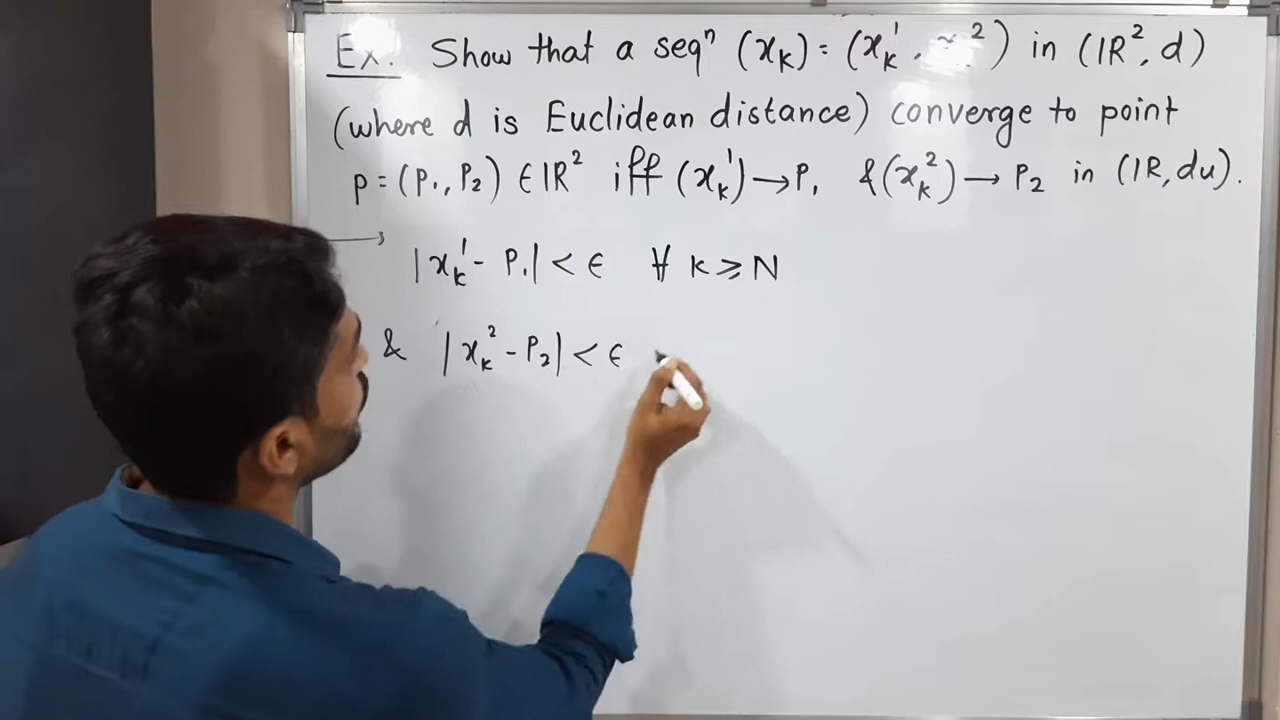 Ex. Show that a seqⁿ (xₖ) = (xₖ¹, ²) in (ℝ², d)
(where d is Euclidean distance) converge to point
p = (P₁, P₂) ∈ ℝ² iff (xₖ¹) → P₁ & (xₖ²) → P₂ in (ℝ, du).
|xₖ¹ - P₁| < ϵ ∀ k ⩾ N
& |xₖ² - P₂| < ϵ